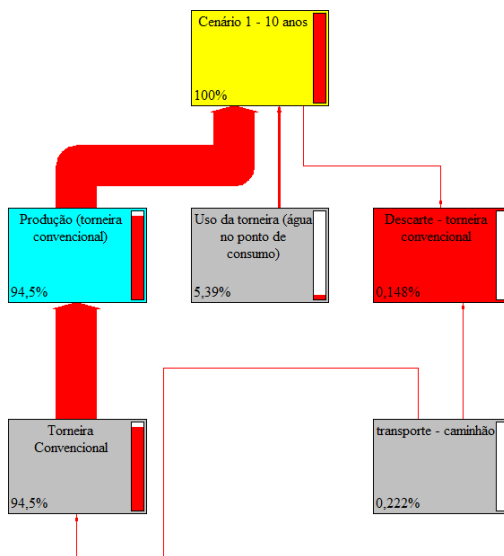 Cenário 1 - 10 anos
100%
Produção (torneira
convencional)
94,5%
Uso da torneira (água
no ponto de
consumo)
5,39%
Descarte - torneira
convencional
0,148%
Torneira
Convencional
94,5%
transporte - caminhão
0,222%